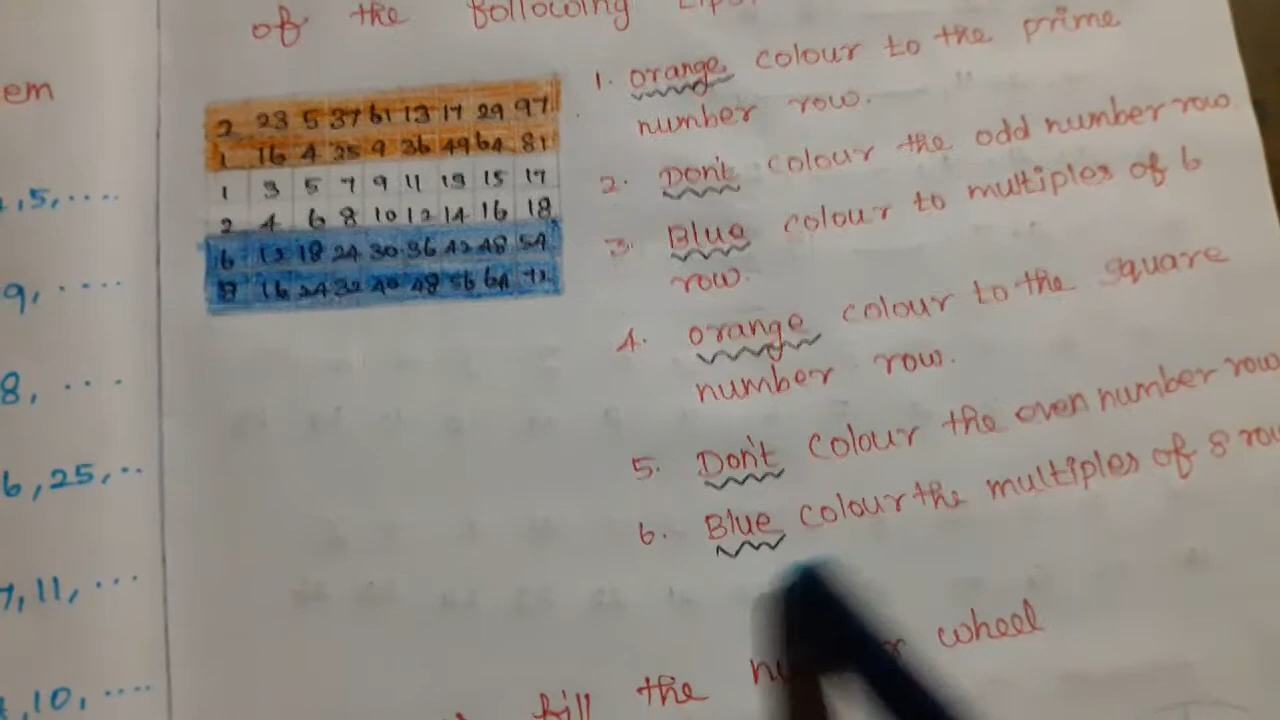 of the following
em
1. Orange colour to the prime
number row.
2 23 5 37 61 13 17 29 97
1 16 4 25 9 36 49 64 81
1 3 5 7 9 11 13 15 17
2 4 6 8 10 12 14 16 18
6 12 18 24 30 36 42 48 54
8 16 24 32 40 48 56 64 72
2. Don't colour the odd number row
3. Blue colour to multiples of 6
row.
4. Orange colour to the square
number row.
5. Don't colour the even number row
6. Blue colour the multiples of 8 row
,5,....
9, ....
8, ...
6,25,..
7,11, ...
,10, ....
fill the wheel